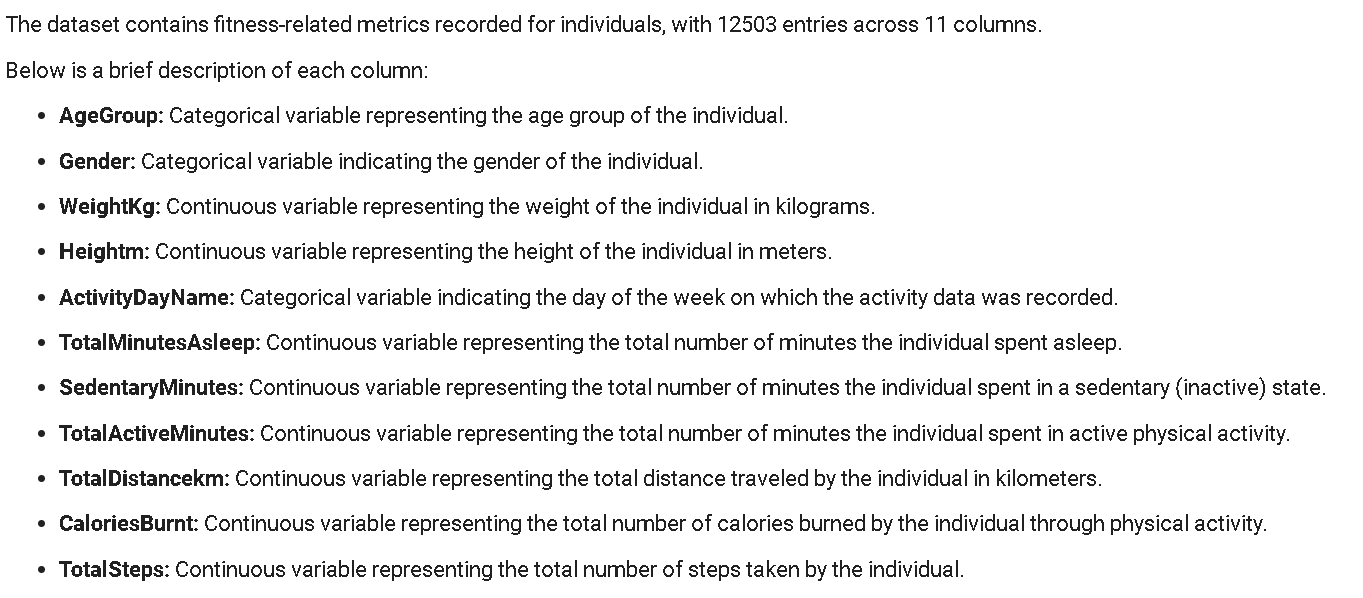 The dataset contains fitness-related metrics recorded for individuals, with 12503 entries across 11 columns.
Below is a brief description of each column:
• AgeGroup: Categorical variable representing the age group of the individual.
• Gender: Categorical variable indicating the gender of the individual.
• WeightKg: Continuous variable representing the weight of the individual in kilograms.
• Heightm: Continuous variable representing the height of the individual in meters.
• ActivityDayName: Categorical variable indicating the day of the week on which the activity data was recorded.
• TotalMinutesAsleep: Continuous variable representing the total number of minutes the individual spent asleep.
• SedentaryMinutes: Continuous variable representing the total number of minutes the individual spent in a sedentary (inactive) state.
• TotalActiveMinutes: Continuous variable representing the total number of minutes the individual spent in active physical activity.
• TotalDistancekm: Continuous variable representing the total distance traveled by the individual in kilometers.
• CaloriesBurnt: Continuous variable representing the total number of calories burned by the individual through physical activity.
• TotalSteps: Continuous variable representing the total number of steps taken by the individual.